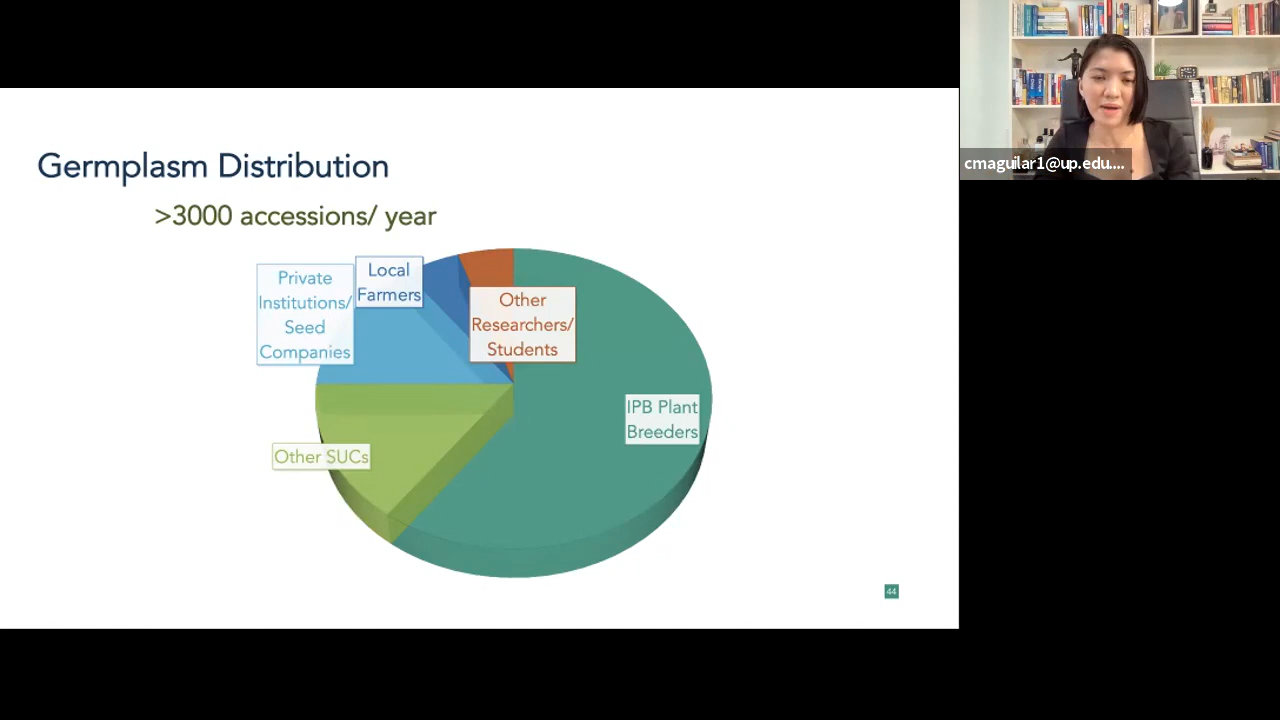 Germplasm Distribution
>3000 accessions/ year
Private
Institutions/
Seed
Companies
Local
Farmers
Other
Researchers/
Students
IPB Plant
Breeders
Other SUCs
44
cmaguilar1@up.edu....